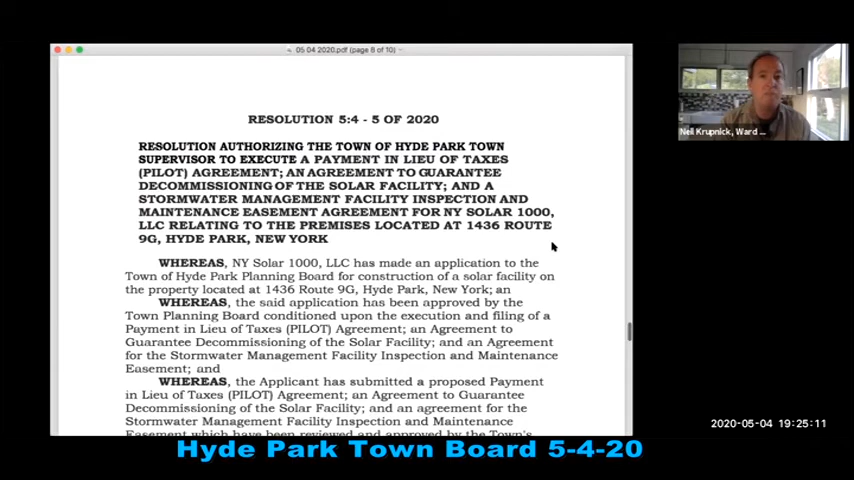 05 04 2020.pdf (page 8 of 10)
RESOLUTION 5:4 - 5 OF 2020
RESOLUTION AUTHORIZING THE TOWN OF HYDE PARK TOWN
SUPERVISOR TO EXECUTE A PAYMENT IN LIEU OF TAXES
(PILOT) AGREEMENT; AN AGREEMENT TO GUARANTEE
DECOMMISSIONING OF THE SOLAR FACILITY; AND A
STORMWATER MANAGEMENT FACILITY INSPECTION AND
MAINTENANCE EASEMENT AGREEMENT FOR NY SOLAR 1000,
LLC RELATING TO THE PREMISES LOCATED AT 1436 ROUTE
9G, HYDE PARK, NEW YORK
WHEREAS, NY Solar 1000, LLC has made an application to the
Town of Hyde Park Planning Board for construction of a solar facility on
the property located at 1436 Route 9G, Hyde Park, New York; an
WHEREAS, the said application has been approved by the
Town Planning Board conditioned upon the execution and filing of a
Payment in Lieu of Taxes (PILOT) Agreement; an Agreement to
Guarantee Decommissioning of the Solar Facility; and an Agreement
for the Stormwater Management Facility Inspection and Maintenance
Easement; and
WHEREAS, the Applicant has submitted a proposed Payment
in Lieu of Taxes (PILOT) Agreement; an Agreement to Guarantee
Decommissioning of the Solar Facility; and an agreement for the
Stormwater Management Facility Inspection and Maintenance
Easement which have been reviewed and approved by the Town's
Neil Krupnick, Ward ...
2020-05-04 19:25:11
Hyde Park Town Board 5-4-20